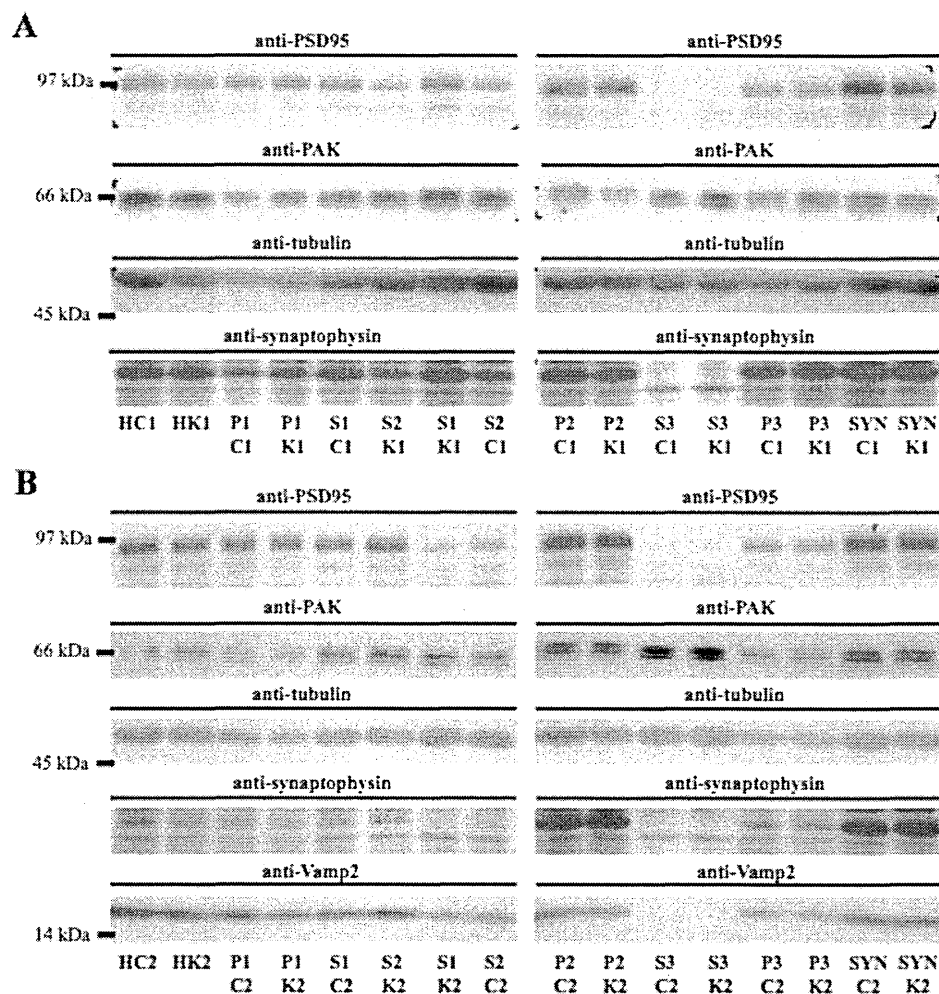 A
anti-PSD95 anti-PSD95
97 kDa
anti-PAK anti-PAK
66 kDa
anti-tubulin anti-tubulin
45 kDa
anti-synaptophysin anti-synaptophysin
HC1 HK1 P1 P1 S1 S2 S1 S2 P2 P2 S3 S3 P3 P3 SYN SYN
C1 K1 C1 K1 K1 C1 C1 K1 C1 K1 C1 K1 C1 K1
B
anti-PSD95 anti-PSD95
97 kDa
anti-PAK anti-PAK
66 kDa
anti-tubulin anti-tubulin
45 kDa
anti-synaptophysin anti-synaptophysin
anti-Vamp2 anti-Vamp2
14 kDa
HC2 HK2 P1 P1 S1 S2 S1 S2 P2 P2 S3 S3 P3 P3 SYN SYN
C2 K2 C2 K2 K2 C2 C2 K2 C2 K2 C2 K2 C2 K2